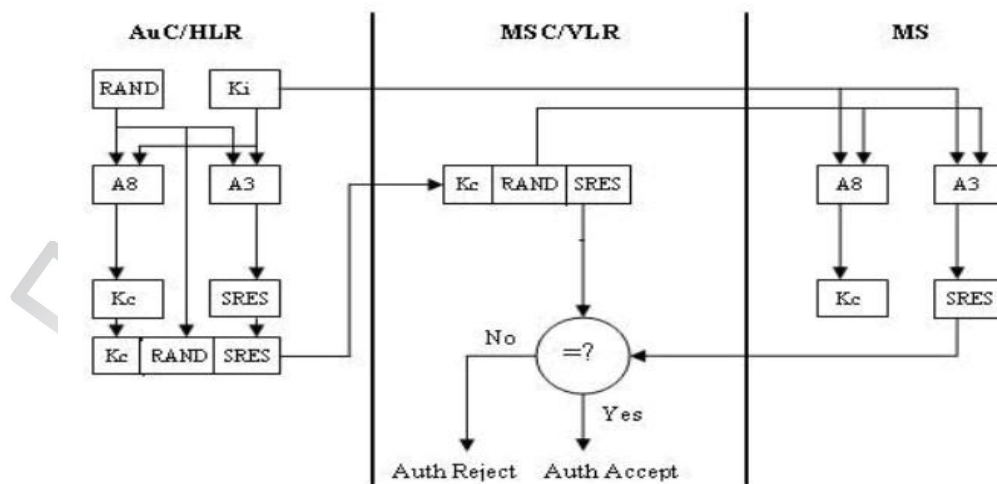 AuC/HLR MSC/VLR MS
RAND Ki
A8 A3 Kc RAND SRES A8 A3
Kc SRES Kc SRES
Kc RAND SRES
No =?
Yes
Auth Reject Auth Accept